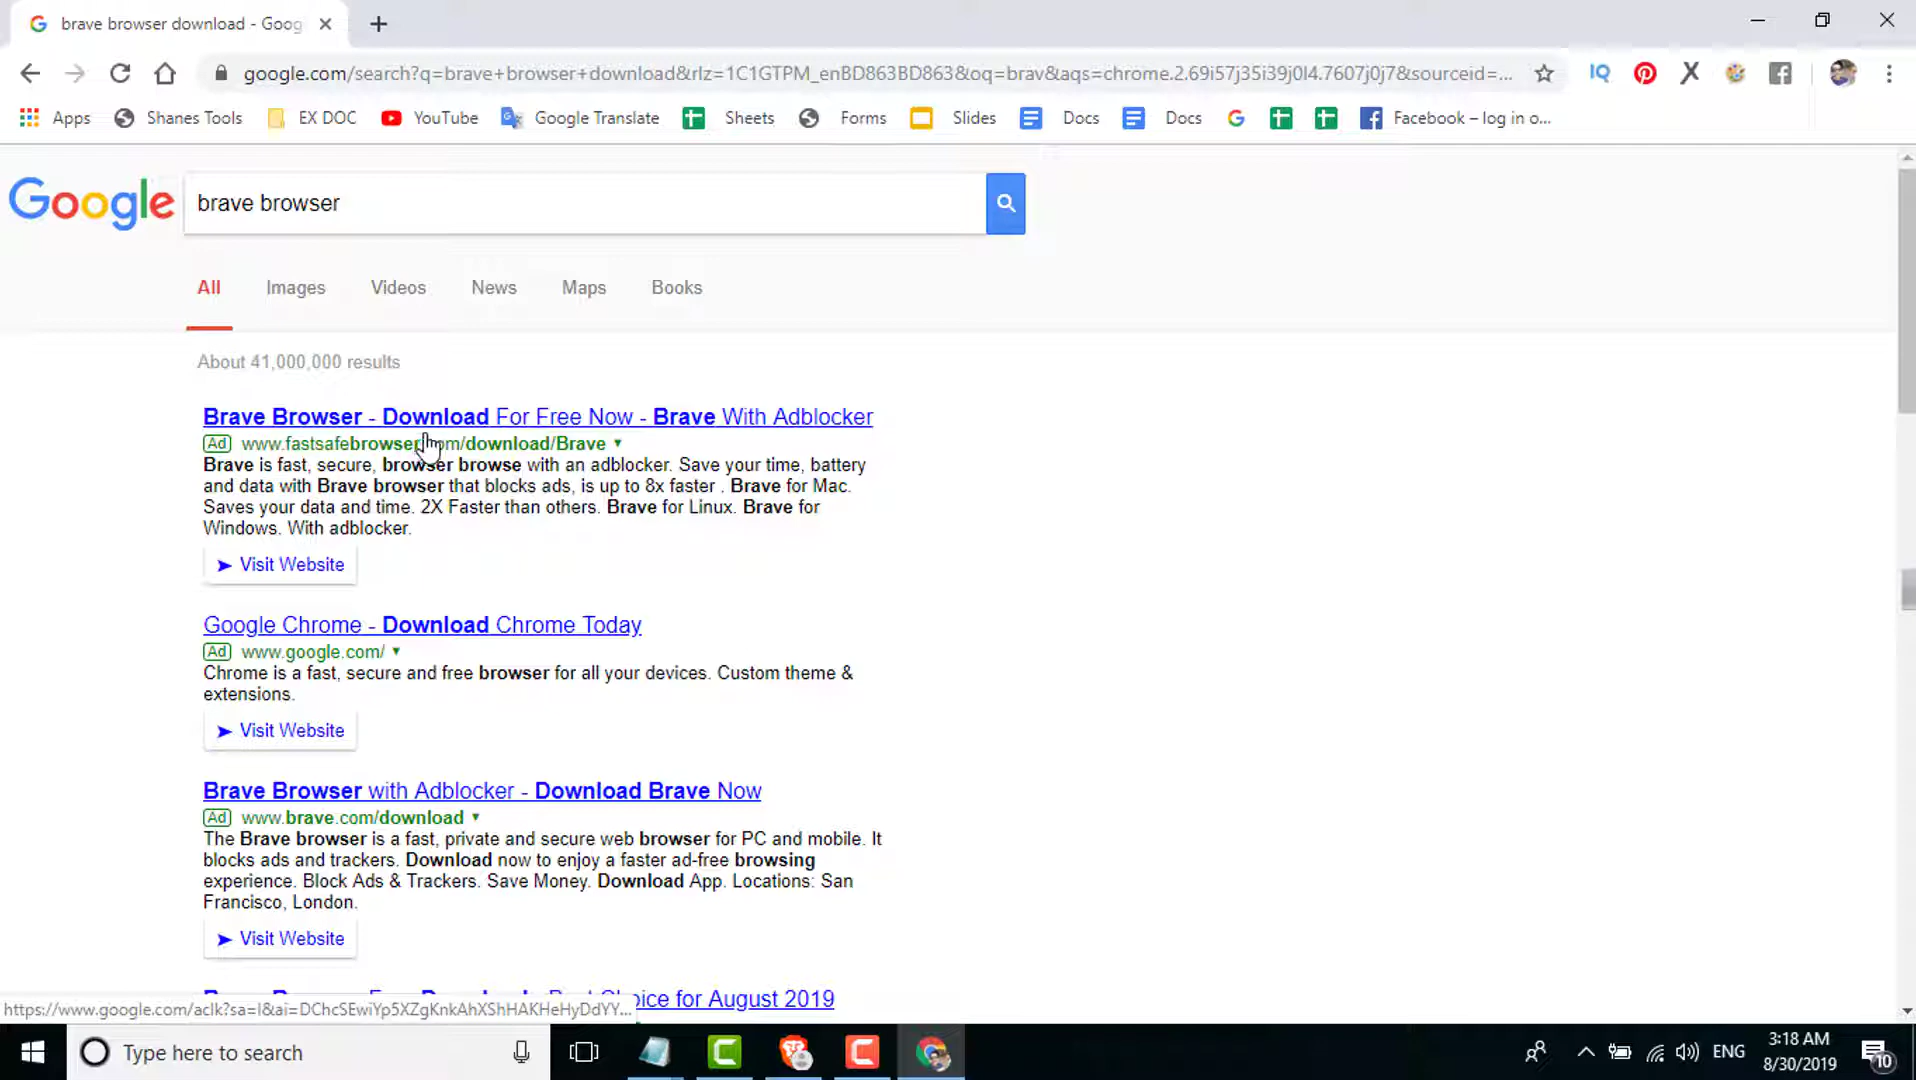 brave browser download - Goog
google.com/search?q=brave+browser+download&rlz=1C1GTPM_enBD863BD863&oq=brav&aqs=chrome.2.69i57j35i39j0l4.7607j0j7&sourceid=...
Apps Shanes Tools EX DOC YouTube Google Translate Sheets Forms Slides Docs Docs Facebook – log in o...
Google brave browser
All Images Videos News Maps Books
About 41,000,000 results
Brave Browser - Download For Free Now - Brave With Adblocker
Ad www.fastsafebrowser.com/download/Brave
Brave is fast, secure, browser browse with an adblocker. Save your time, battery
and data with Brave browser that blocks ads, is up to 8x faster . Brave for Mac.
Saves your data and time. 2X Faster than others. Brave for Linux. Brave for
Windows. With adblocker.
Visit Website
Google Chrome - Download Chrome Today
Ad www.google.com/
Chrome is a fast, secure and free browser for all your devices. Custom theme &
extensions.
Visit Website
Brave Browser with Adblocker - Download Brave Now
Ad www.brave.com/download
The Brave browser is a fast, private and secure web browser for PC and mobile. It
blocks ads and trackers. Download now to enjoy a faster ad-free browsing
experience. Block Ads & Trackers. Save Money. Download App. Locations: San
Francisco, London.
Visit Website
Choice for August 2019
https://www.google.com/aclk?sa=l&ai=DChcSEwiYp5XZgKnkAhXShHAKHeHyDdYY...
Type here to search
ENG
3:18 AM
8/30/2019
10